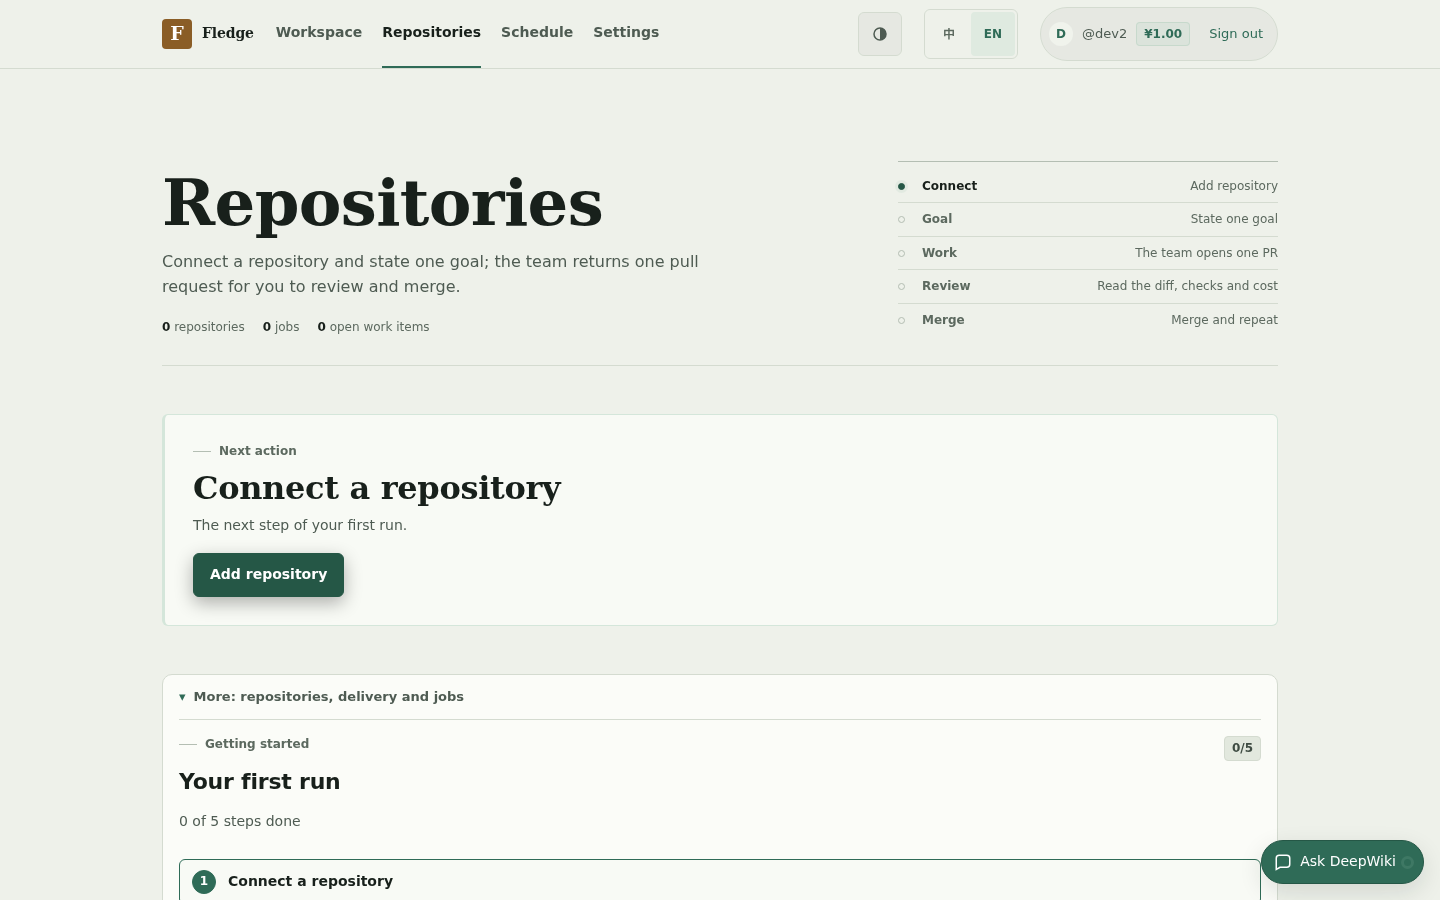 F Fledge Workspace Repositories Schedule Settings 中 EN D @dev2 ¥1.00 Sign out
Repositories
Connect a repository and state one goal; the team returns one pull
request for you to review and merge.
0 repositories 0 jobs 0 open work items
Connect Add repository
Goal State one goal
Work The team opens one PR
Review Read the diff, checks and cost
Merge Merge and repeat
Next action
Connect a repository
The next step of your first run.
Add repository
More: repositories, delivery and jobs
Getting started 0/5
Your first run
0 of 5 steps done
1 Connect a repository
Ask DeepWiki